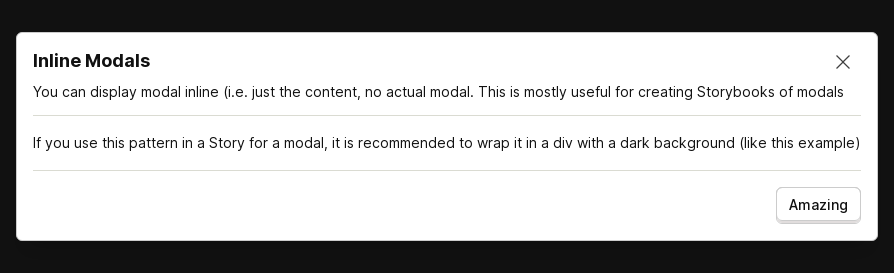 Inline Modals
You can display modal inline (i.e. just the content, no actual modal. This is mostly useful for creating Storybooks of modals
If you use this pattern in a Story for a modal, it is recommended to wrap it in a div with a dark background (like this example)
Amazing